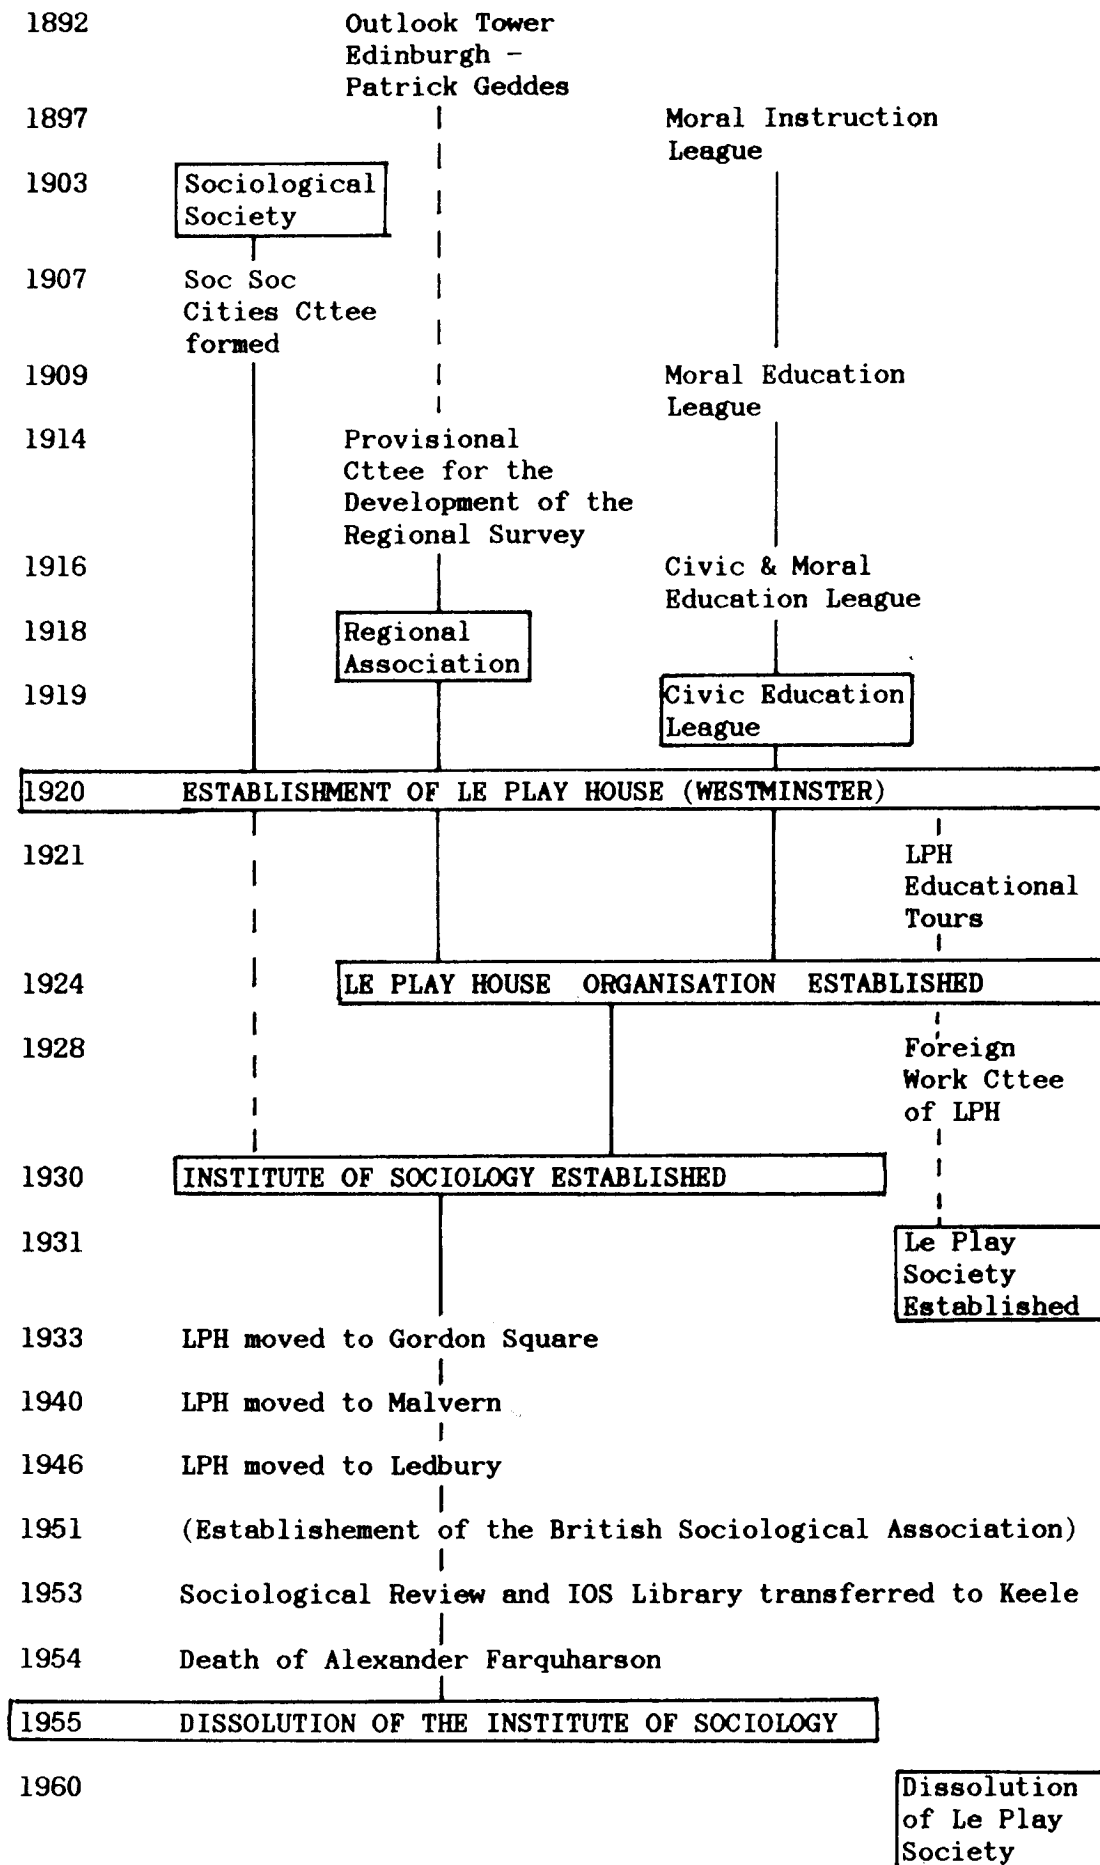 1892 Outlook Tower
Edinburgh -
Patrick Geddes
1897 Moral Instruction
League
1903 Sociological
Society
1907 Soc Soc
Cities Cttee
formed
1909 Moral Education
League
1914 Provisional
Cttee for the
Development of the
Regional Survey
1916 Civic & Moral
Education League
1918 Regional
Association
1919 Civic Education
League
1920 ESTABLISHMENT OF LE PLAY HOUSE (WESTMINSTER)
1921 LPH
Educational
Tours
1924 LE PLAY HOUSE ORGANISATION ESTABLISHED
1928 Foreign
Work Cttee
of LPH
1930 INSTITUTE OF SOCIOLOGY ESTABLISHED
1931 Le Play
Society
Established
1933 LPH moved to Gordon Square
1940 LPH moved to Malvern
1946 LPH moved to Ledbury
1951 (Establishement of the British Sociological Association)
1953 Sociological Review and IOS Library transferred to Keele
1954 Death of Alexander Farquharson
1955 DISSOLUTION OF THE INSTITUTE OF SOCIOLOGY
1960 Dissolution
of Le Play
Society